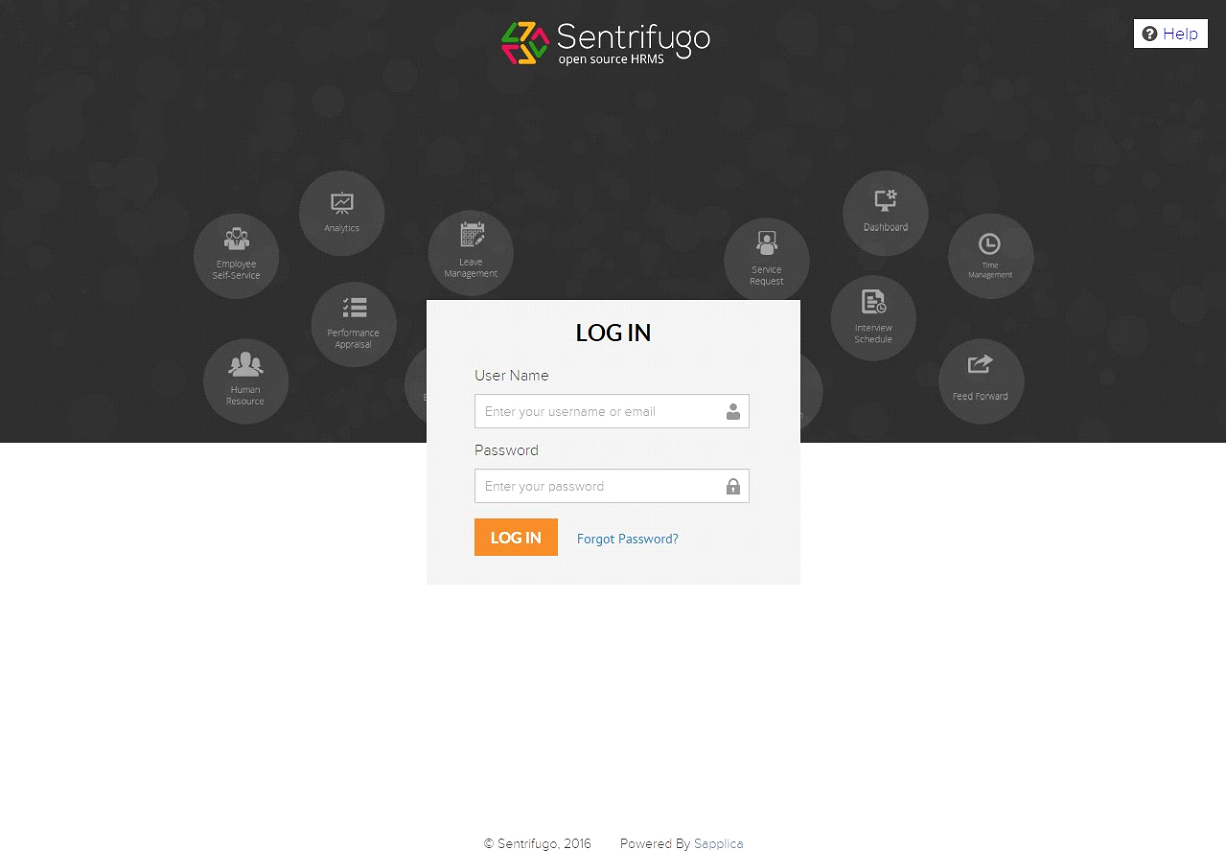 Sentrifugo
open source HRMS
Help
Analytics
Dashboard
Employee
Self-Service
Leave
Management
Service
Request
Time
Management
Performance
Appraisal
Interview
Schedule
Human
Resource
Feed Forward
LOG IN
User Name
Enter your username or email
Password
Enter your password
LOG IN
Forgot Password?
© Sentrifugo, 2016
Powered By Sapplica